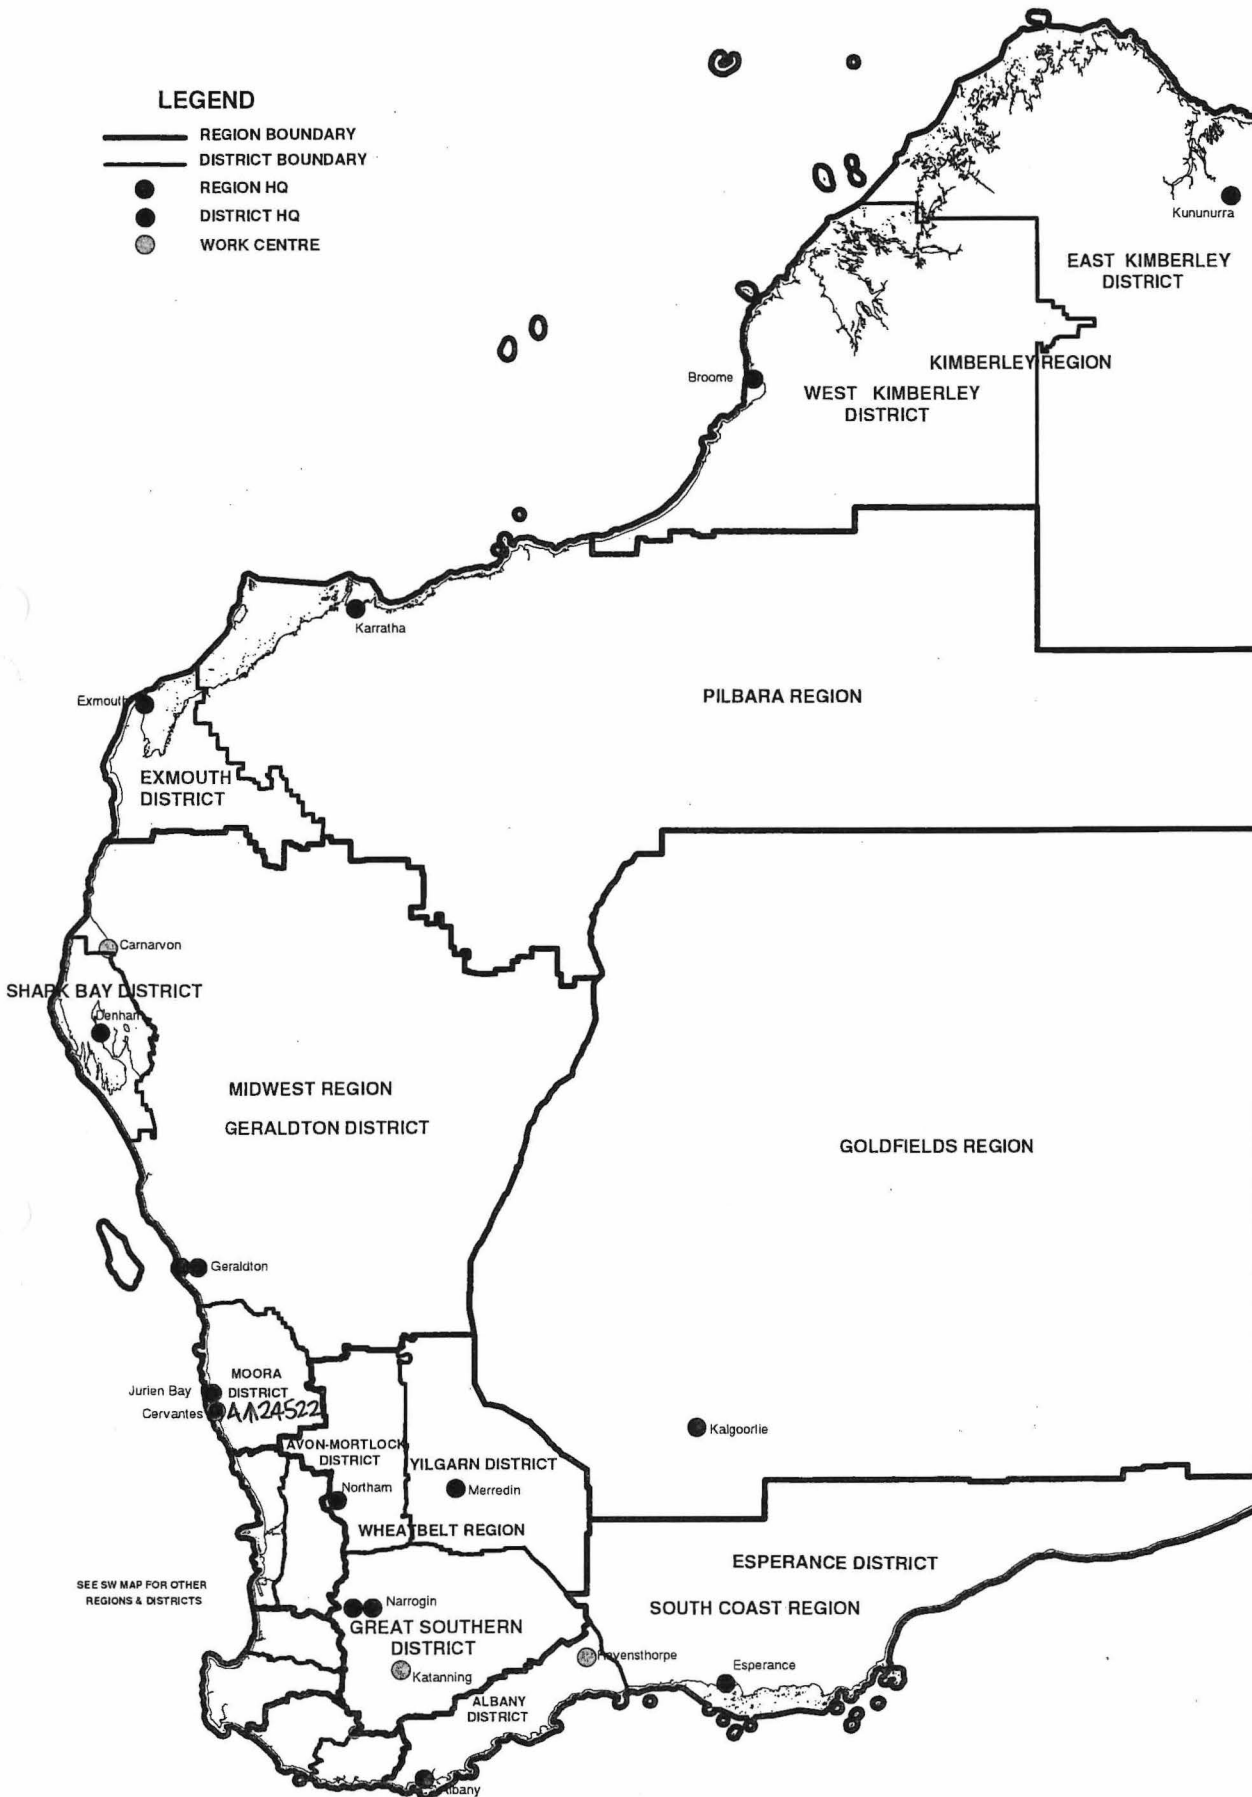 LEGEND
REGION BOUNDARY
DISTRICT BOUNDARY
REGION HQ
DISTRICT HQ
WORK CENTRE
Kununurra
EAST KIMBERLEY
DISTRICT
KIMBERLEY REGION
Broome
WEST KIMBERLEY
DISTRICT
Karratha
Exmouth
PILBARA REGION
EXMOUTH
DISTRICT
Carnarvon
SHARK BAY DISTRICT
Denham
MIDWEST REGION
GERALDTON DISTRICT
GOLDFIELDS REGION
Geraldton
MOORA
DISTRICT
Jurien Bay
Cervantes
24522
Kalgoorlie
AVON-MORTLOCK
DISTRICT
YILGARN DISTRICT
Northam
Merredin
WHEATBELT REGION
ESPERANCE DISTRICT
SEE SW MAP FOR OTHER
REGIONS & DISTRICTS
Narrogin
SOUTH COAST REGION
GREAT SOUTHERN
DISTRICT
Ravensthorpe
Katanning
Esperance
ALBANY
DISTRICT
Albany